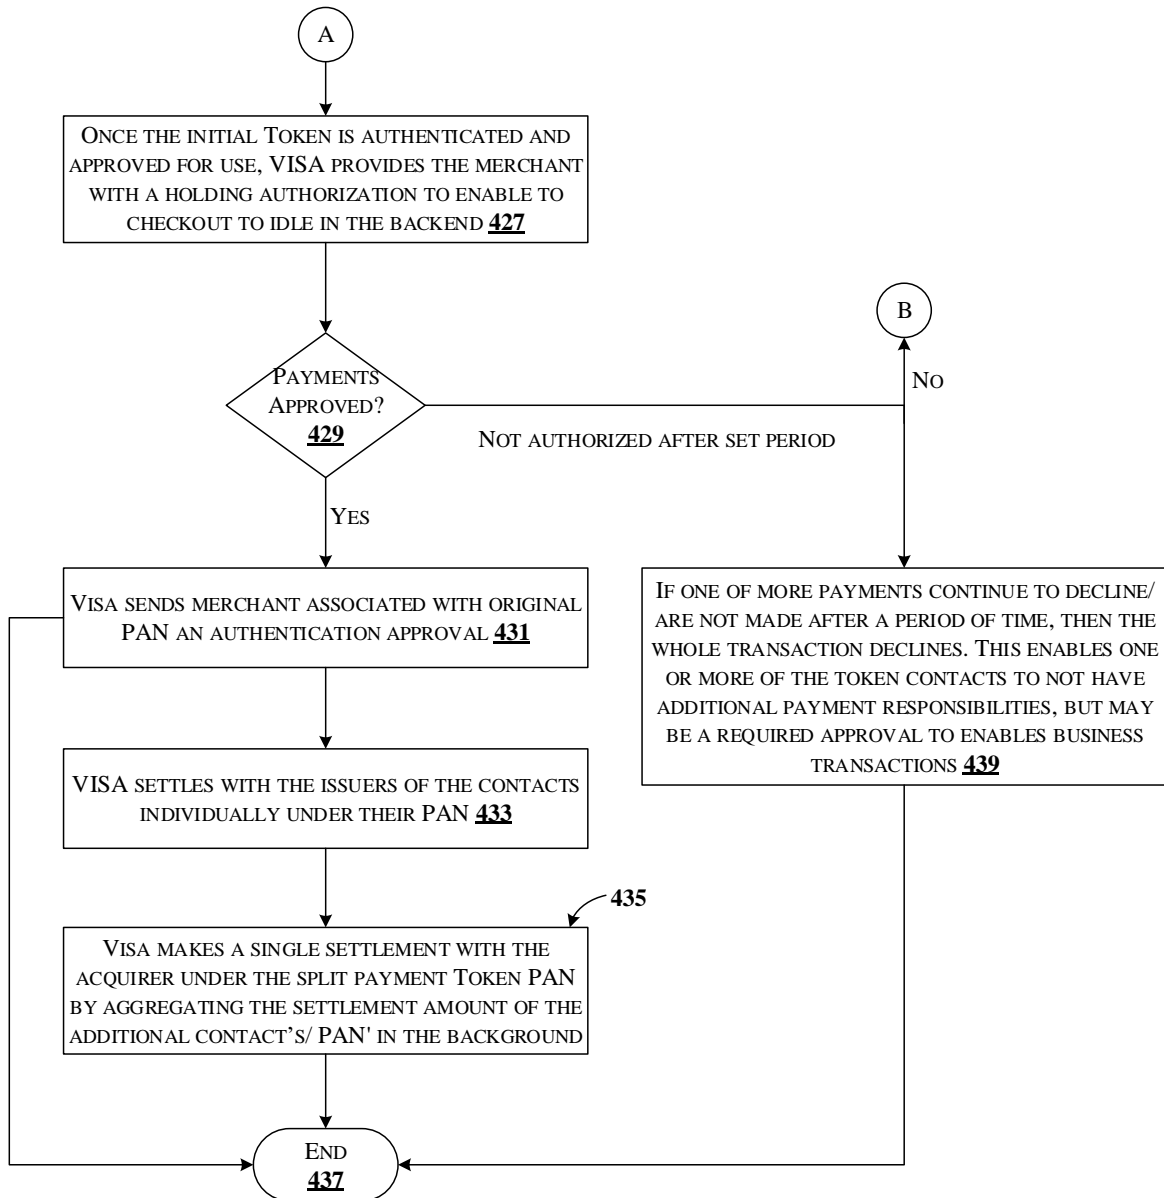 A
ONCE THE INITIAL TOKEN IS AUTHENTICATED AND
APPROVED FOR USE, VISA PROVIDES THE MERCHANT
WITH A HOLDING AUTHORIZATION TO ENABLE TO
CHECKOUT TO IDLE IN THE BACKEND 427
B
NO
PAYMENTS
APPROVED?
429
NOT AUTHORIZED AFTER SET PERIOD
YES
VISA SENDS MERCHANT ASSOCIATED WITH ORIGINAL
PAN AN AUTHENTICATION APPROVAL 431
IF ONE OF MORE PAYMENTS CONTINUE TO DECLINE/
ARE NOT MADE AFTER A PERIOD OF TIME, THEN THE
WHOLE TRANSACTION DECLINES. THIS ENABLES ONE
OR MORE OF THE TOKEN CONTACTS TO NOT HAVE
ADDITIONAL PAYMENT RESPONSIBILITIES, BUT MAY
BE A REQUIRED APPROVAL TO ENABLES BUSINESS
TRANSACTIONS 439
VISA SETTLES WITH THE ISSUERS OF THE CONTACTS
INDIVIDUALLY UNDER THEIR PAN 433
435
VISA MAKES A SINGLE SETTLEMENT WITH THE
ACQUIRER UNDER THE SPLIT PAYMENT TOKEN PAN
BY AGGREGATING THE SETTLEMENT AMOUNT OF THE
ADDITIONAL CONTACT'S/ PAN' IN THE BACKGROUND
END
437